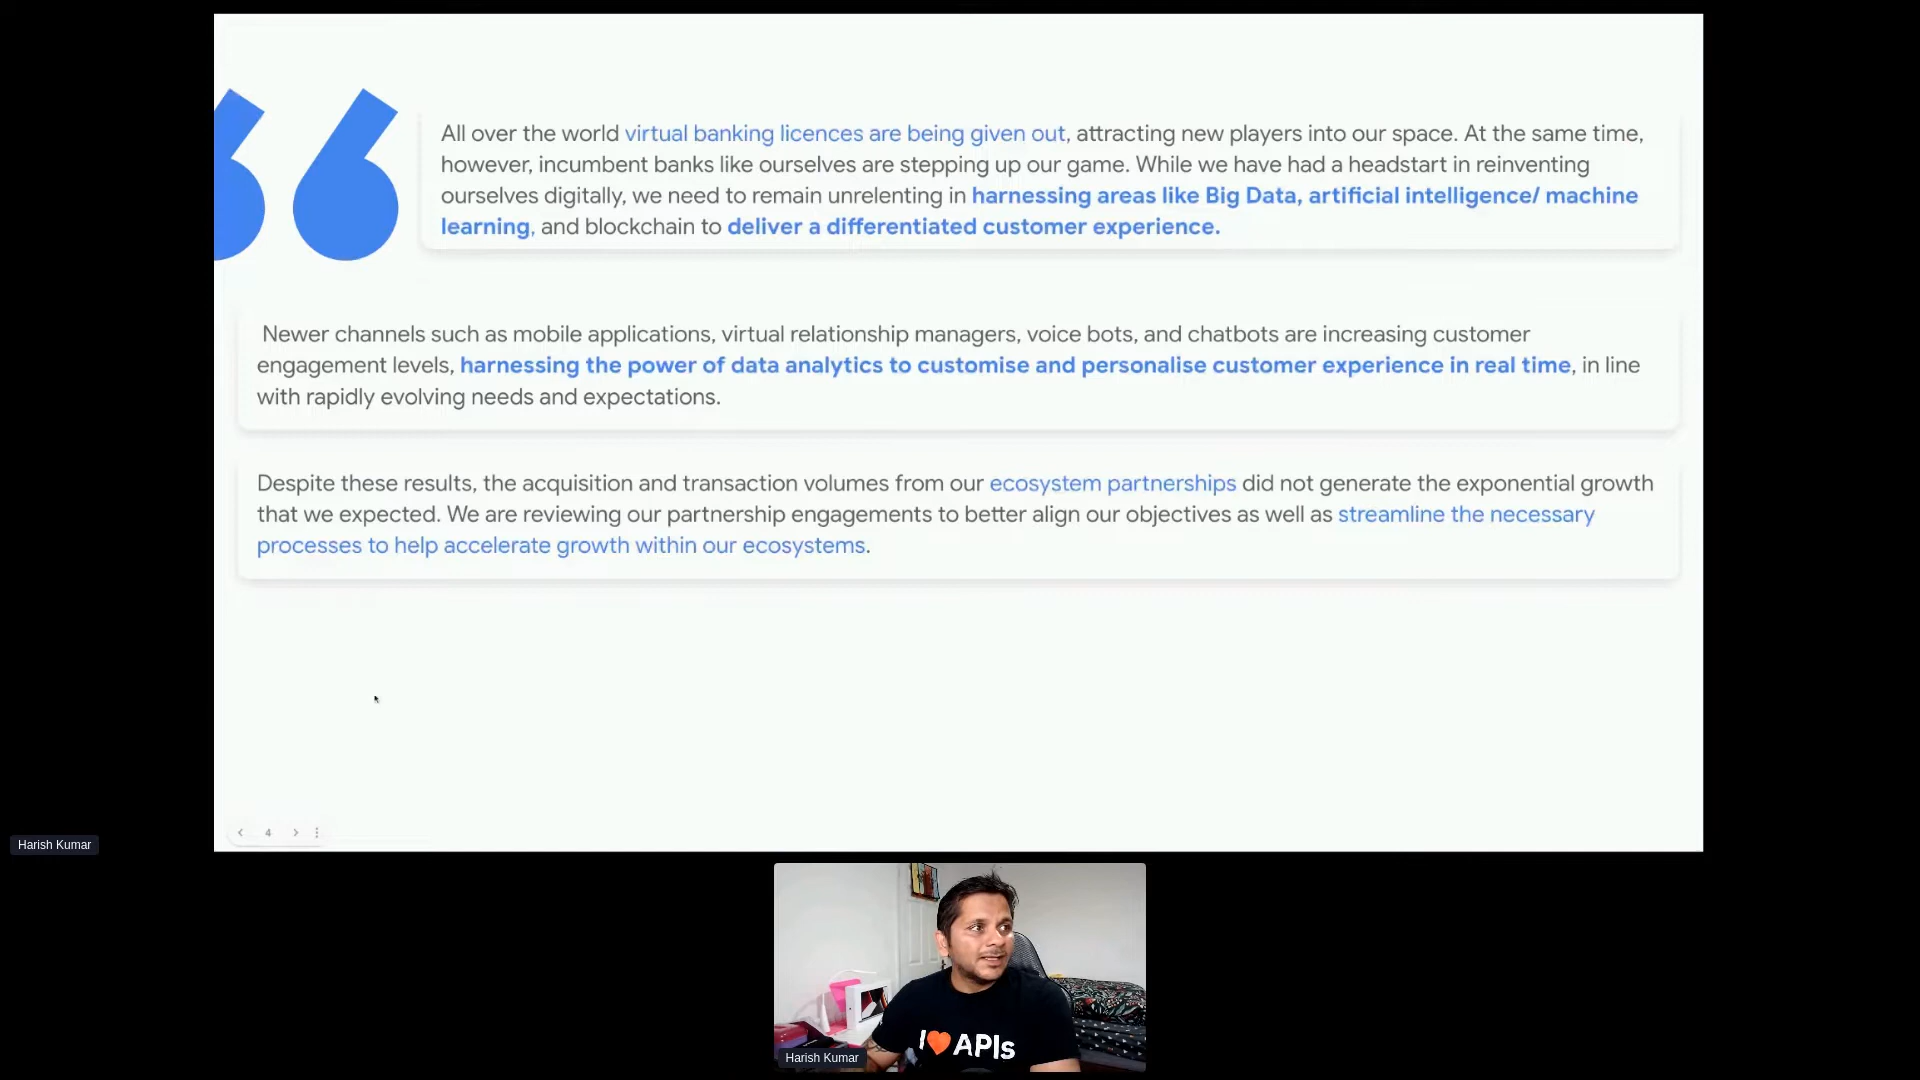 All over the world virtual banking licences are being given out, attracting new players into our space. At the same time,
however, incumbent banks like ourselves are stepping up our game. While we have had a headstart in reinventing
ourselves digitally, we need to remain unrelenting in harnessing areas like Big Data, artificial intelligence/ machine
learning, and blockchain to deliver a differentiated customer experience.
Newer channels such as mobile applications, virtual relationship managers, voice bots, and chatbots are increasing customer
engagement levels, harnessing the power of data analytics to customise and personalise customer experience in real time, in line
with rapidly evolving needs and expectations.
Despite these results, the acquisition and transaction volumes from our ecosystem partnerships did not generate the exponential growth
that we expected. We are reviewing our partnership engagements to better align our objectives as well as streamline the necessary
processes to help accelerate growth within our ecosystems.
4
Harish Kumar
I❤APIs
Harish Kumar